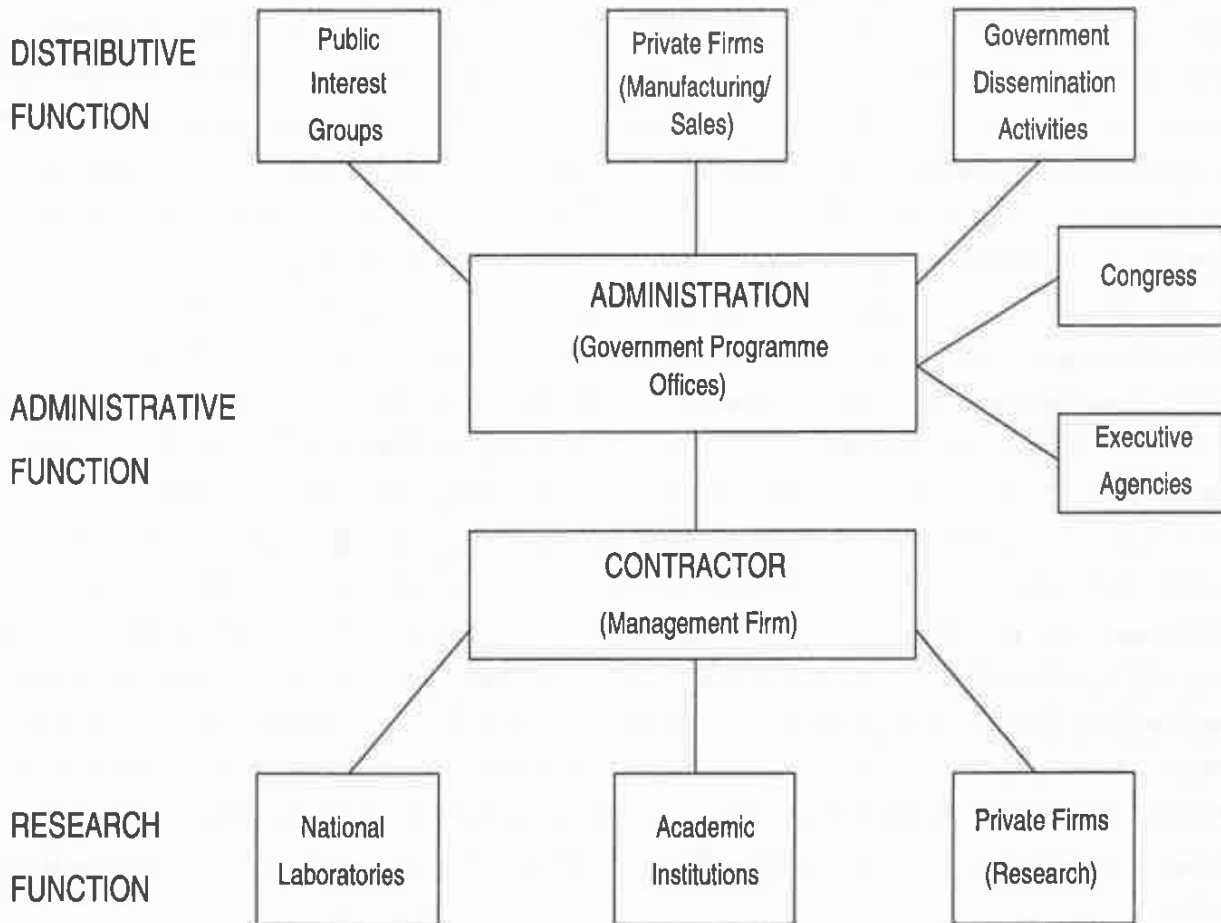 DISTRIBUTIVE
FUNCTION
Public
Interest
Groups
Private Firms
(Manufacturing/
Sales)
Government
Dissemination
Activities
ADMINISTRATION
(Government Programme
Offices)
Congress
ADMINISTRATIVE
FUNCTION
Executive
Agencies
CONTRACTOR
(Management Firm)
RESEARCH
FUNCTION
National
Laboratories
Academic
Institutions
Private Firms
(Research)